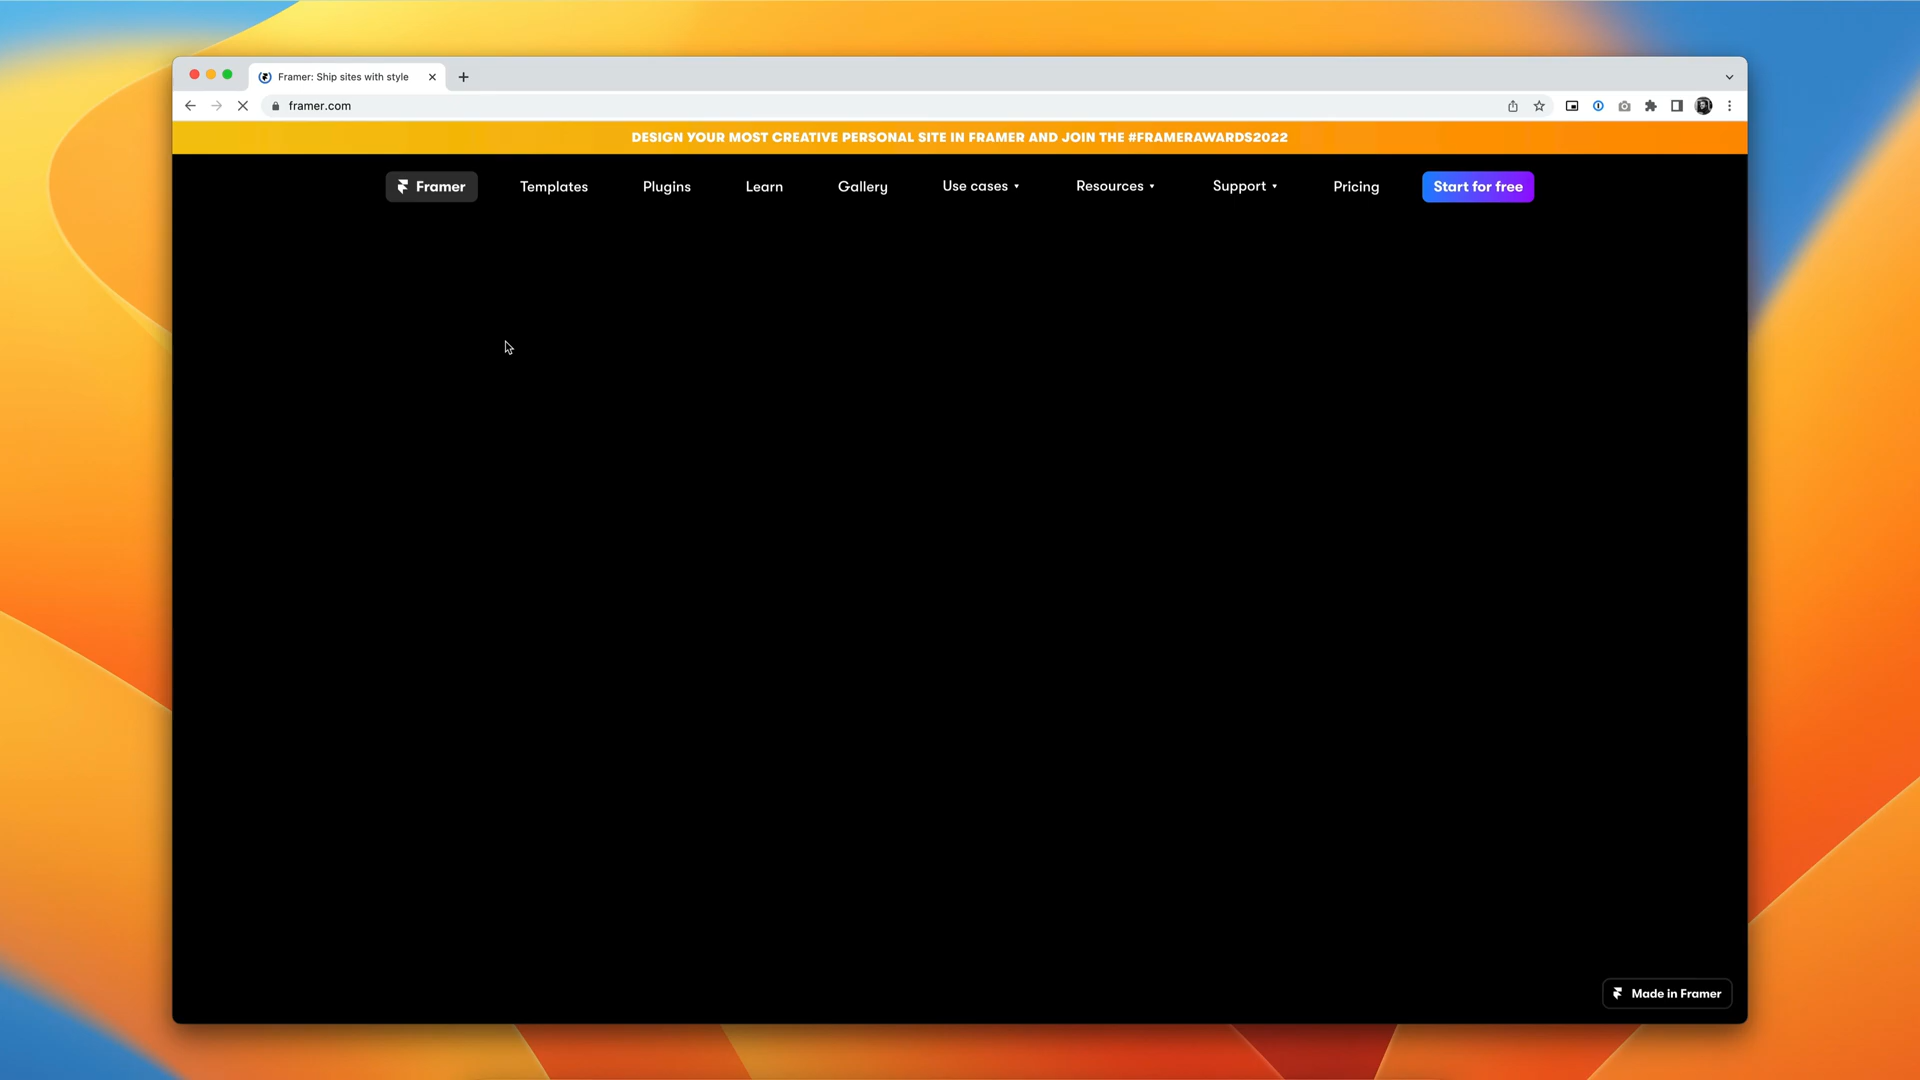 Framer: Ship sites with style
framer.com
DESIGN YOUR MOST CREATIVE PERSONAL SITE IN FRAMER AND JOIN THE #FRAMERAWARDS2022
Framer Templates Plugins Learn Gallery Use cases Resources Support Pricing Start for free
Made in Framer